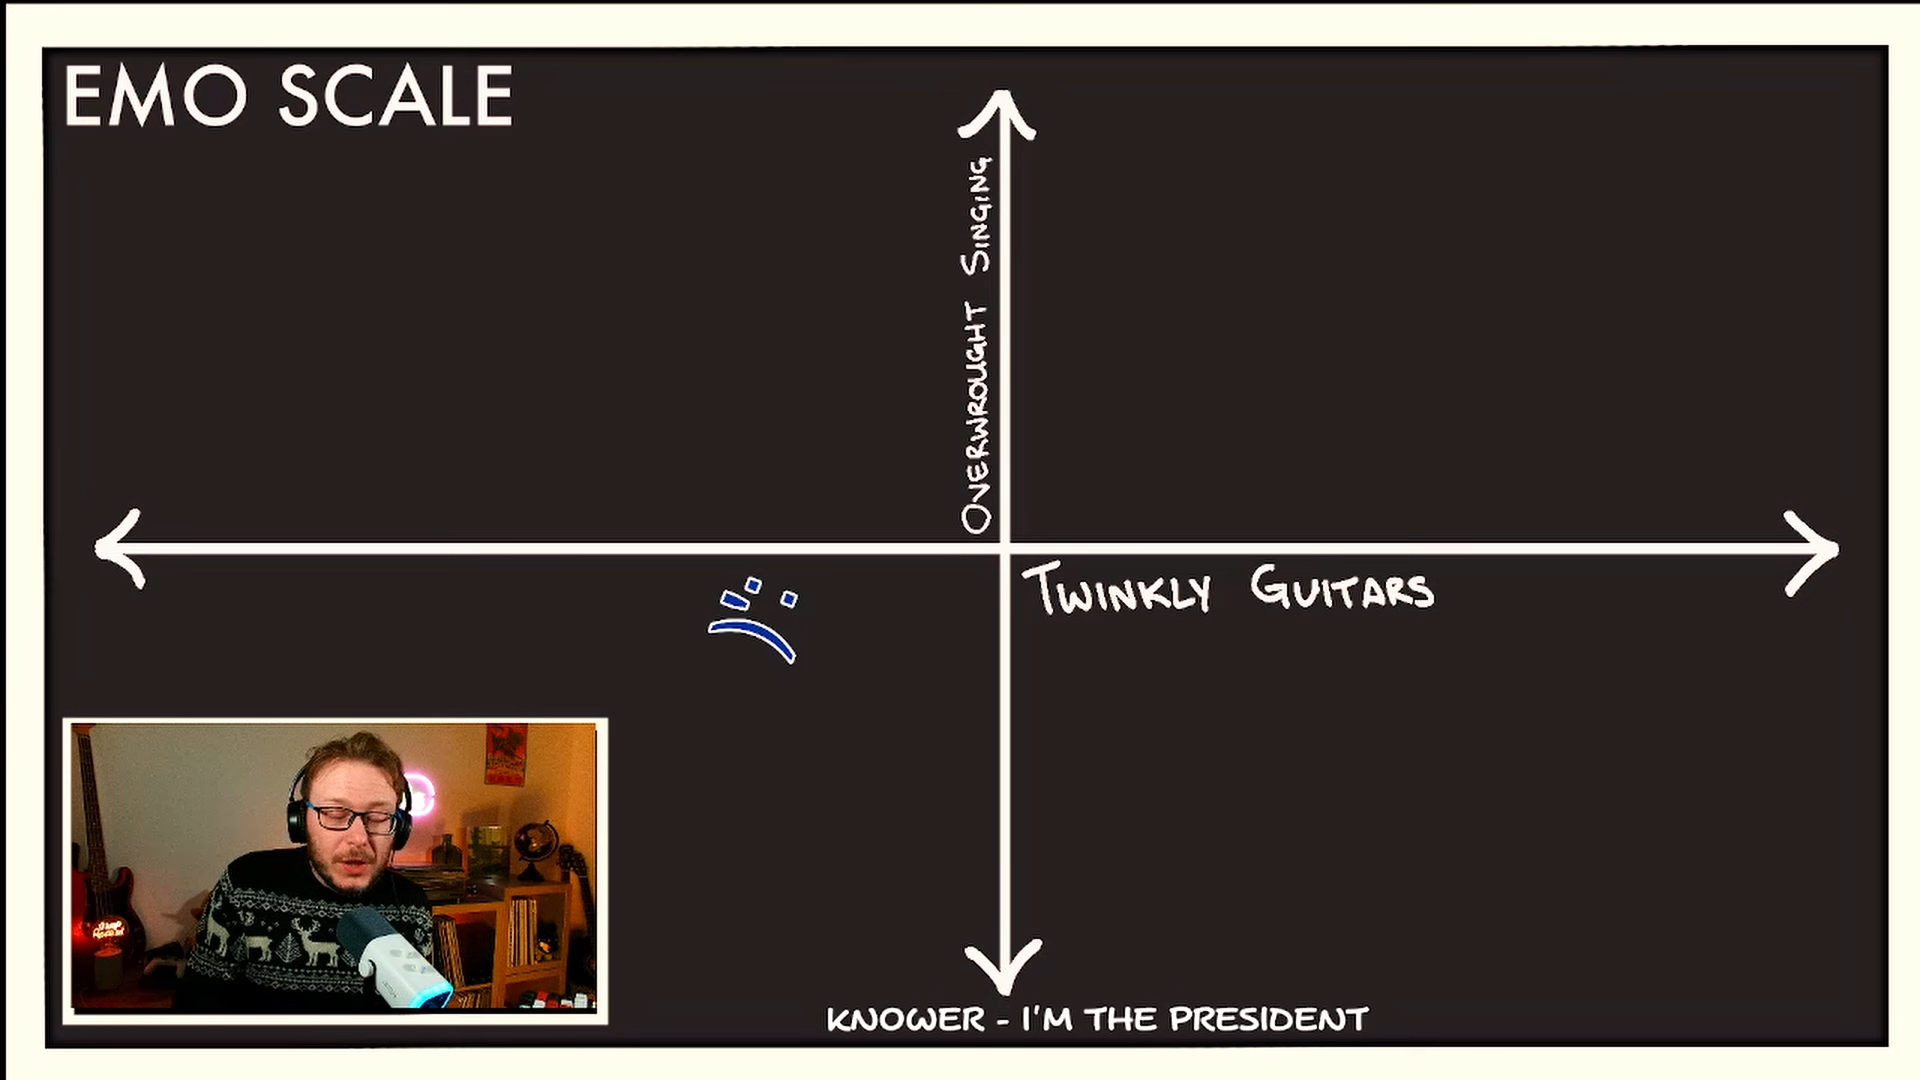 EMO SCALE
OVERWROUGHT SINGING
TWINKLY GUITARS
KNOWER - I'M THE PRESIDENT